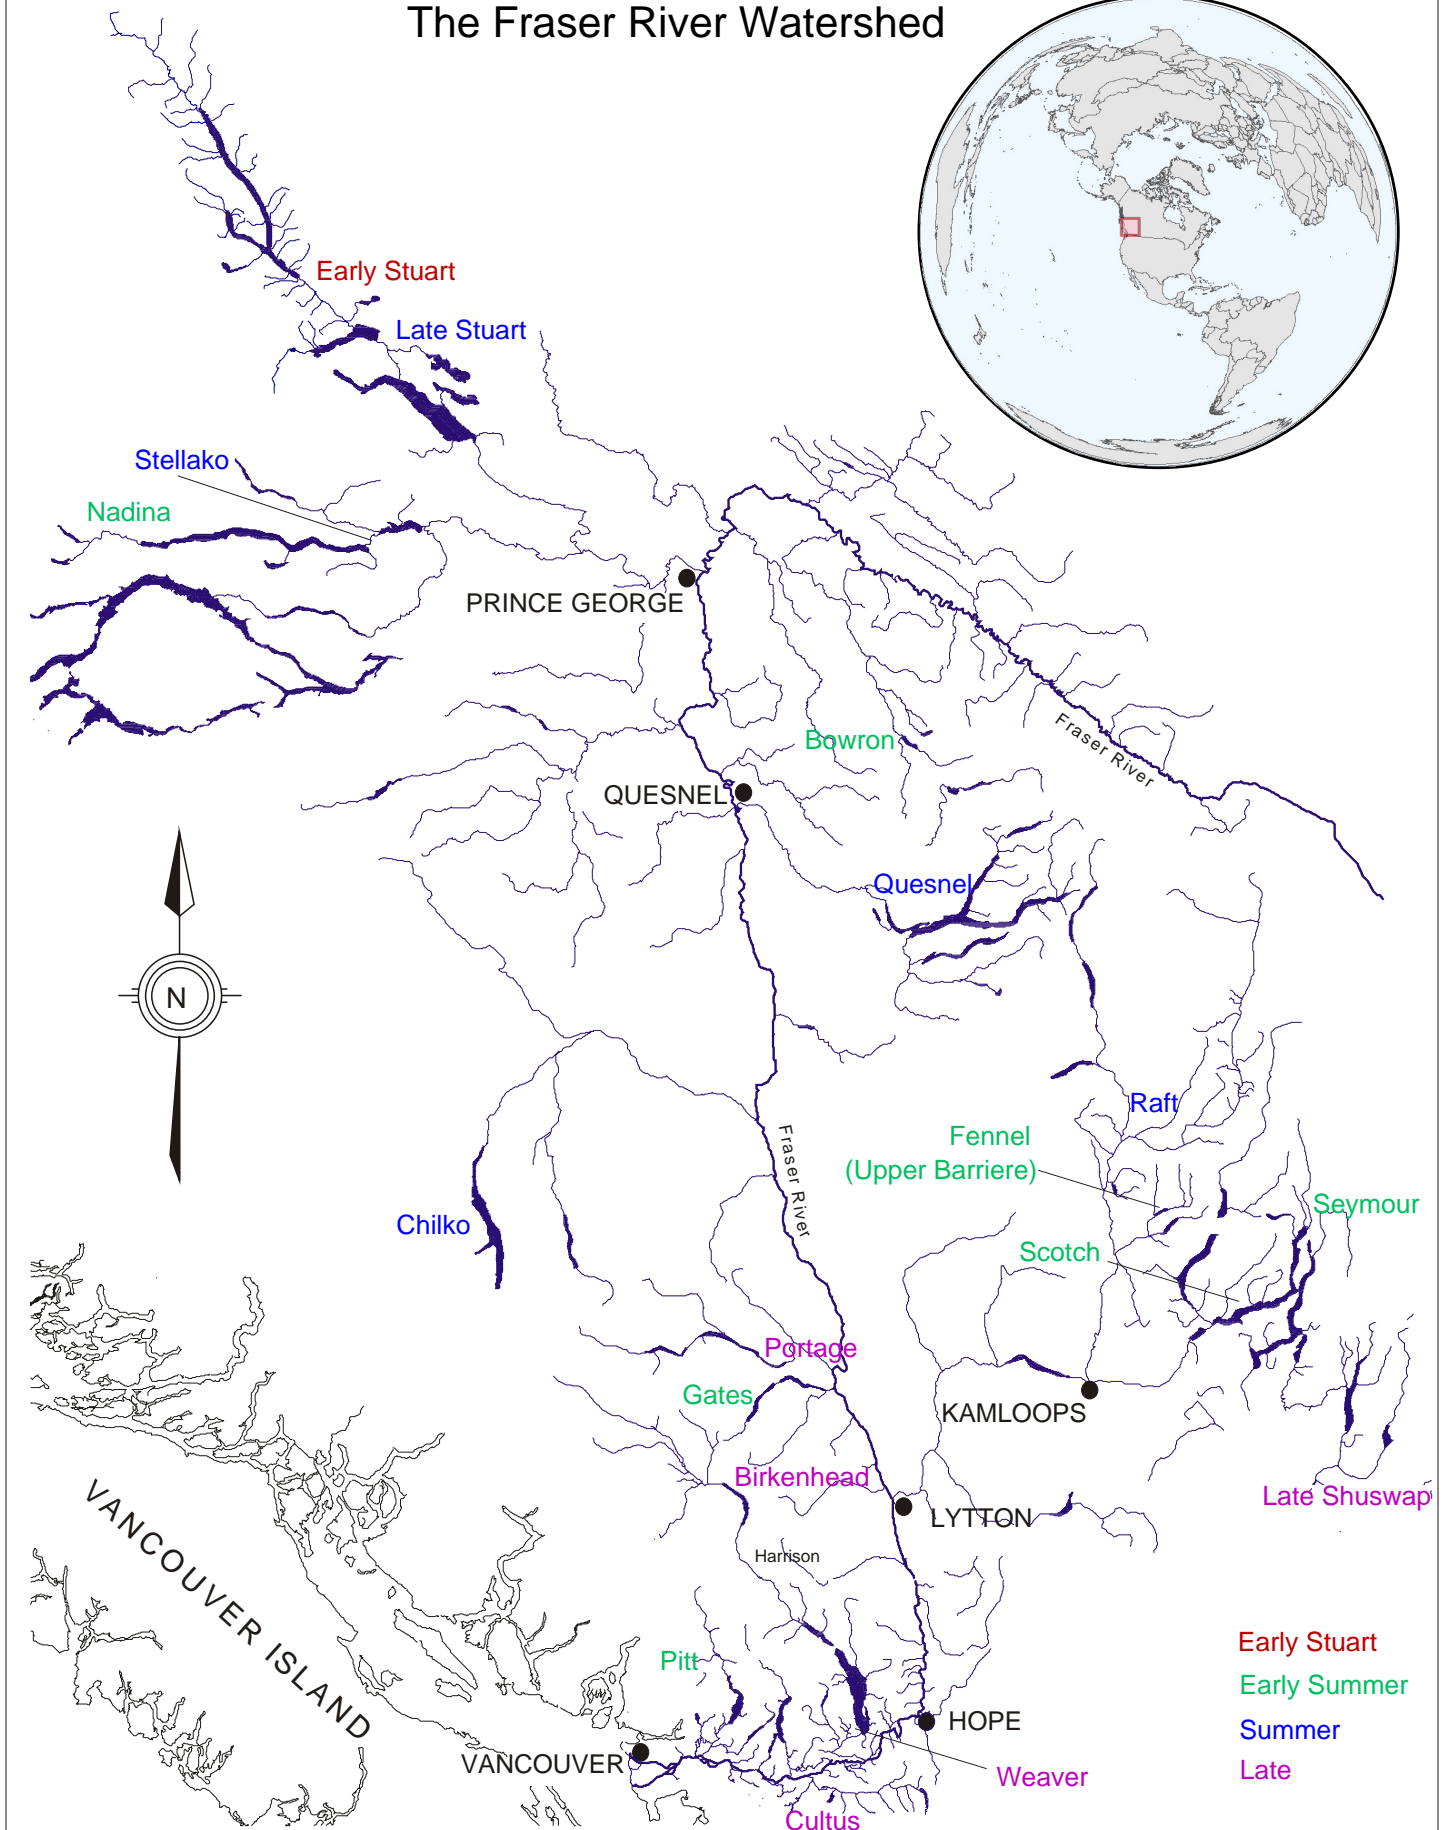 The Fraser River Watershed
Early Stuart
Late Stuart
Stellako
Nadina
PRINCE GEORGE
Fraser River
Bowron
QUESNEL
Quesnel
N
Raft
Fraser River
Fennel
(Upper Barriere)
Seymour
Chilko
Scotch
Portage
Gates
KAMLOOPS
Birkenhead
Late Shuswap
LYTTON
VANCOUVER ISLAND
Harrison
Early Stuart
Pitt
Early Summer
HOPE
Summer
VANCOUVER
Late
Weaver
Cultus